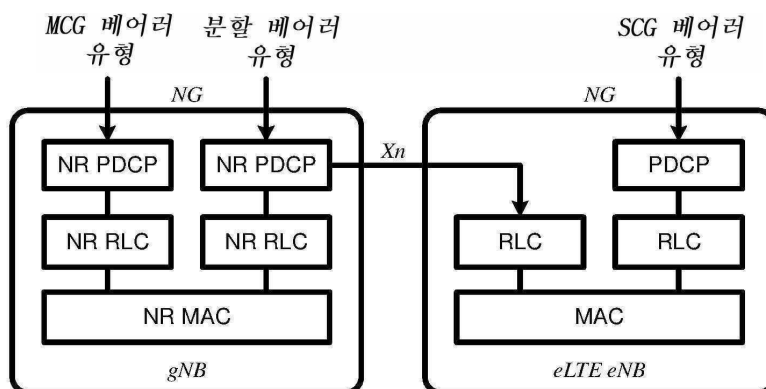 MCG 베어러
유형
분할 베어러
유형
SCG 베어러
유형
NG
NG
NR PDCP
NR PDCP
Xn
PDCP
NR RLC
NR RLC
RLC
RLC
NR MAC
MAC
gNB
eLTE eNB